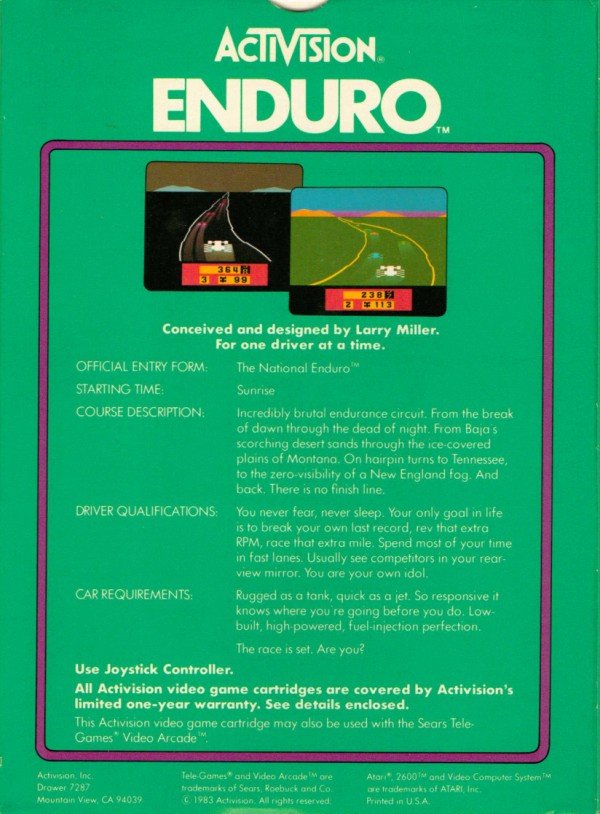 ACTIVISION®
ENDURO™
364
3 99
238
2 113
Conceived and designed by Larry Miller.
For one driver at a time.
OFFICIAL ENTRY FORM: The National Enduro™
STARTING TIME: Sunrise
COURSE DESCRIPTION: Incredibly brutal endurance circuit. From the break
of dawn through the dead of night. From Baja's
scorching desert sands through the ice-covered
plains of Montana. On hairpin turns to Tennessee,
to the zero-visibility of a New England fog. And
back. There is no finish line.
DRIVER QUALIFICATIONS: You never fear, never sleep. Your only goal in life
is to break your own last record, rev that extra
RPM, race that extra mile. Spend most of your time
in fast lanes. Usually see competitors in your rear-
view mirror. You are your own idol.
CAR REQUIREMENTS: Rugged as a tank, quick as a jet. So responsive it
knows where you're going before you do. Low-
built, high-powered, fuel-injection perfection.
The race is set. Are you?
Use Joystick Controller.
All Activision video game cartridges are covered by Activision's
limited one-year warranty. See details enclosed.
This Activision video game cartridge may also be used with the Sears Tele-
Games® Video Arcade™.
Activision, Inc.
Drawer 7287
Mountain View, CA 94039
Tele-Games® and Video Arcade™ are
trademarks of Sears, Roebuck and Co.
© 1983 Activision. All rights reserved.
Atari®, 2600™ and Video Computer System™
are trademarks of ATARI, Inc.
Printed in U.S.A.